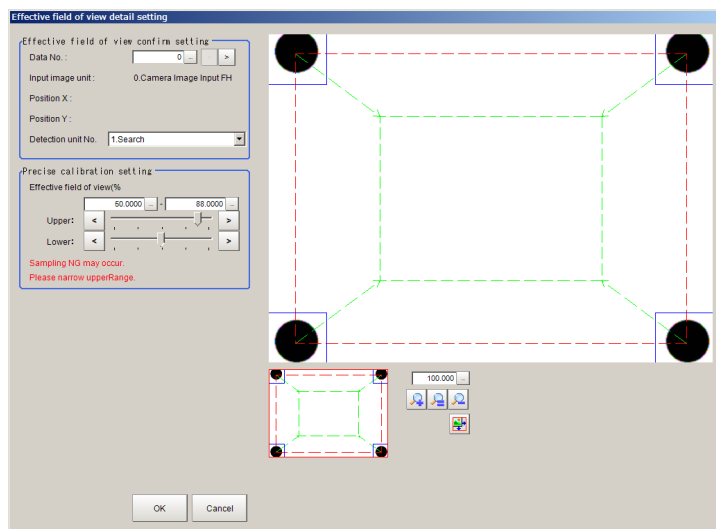 Effective field of view detail setting
Effective field of view confirm setting
Data No. : 0 ... >
Input image unit : 0.Camera Image Input FH
Position X :
Position Y :
Detection unit No. 1.Search
Precise calibration setting
Effective field of view(%
50.0000 ... - 88.0000 ...
Upper: < >
Lower: < >
Sampling NG may occur.
Please narrow upperRange.
100.000 ...
OK Cancel